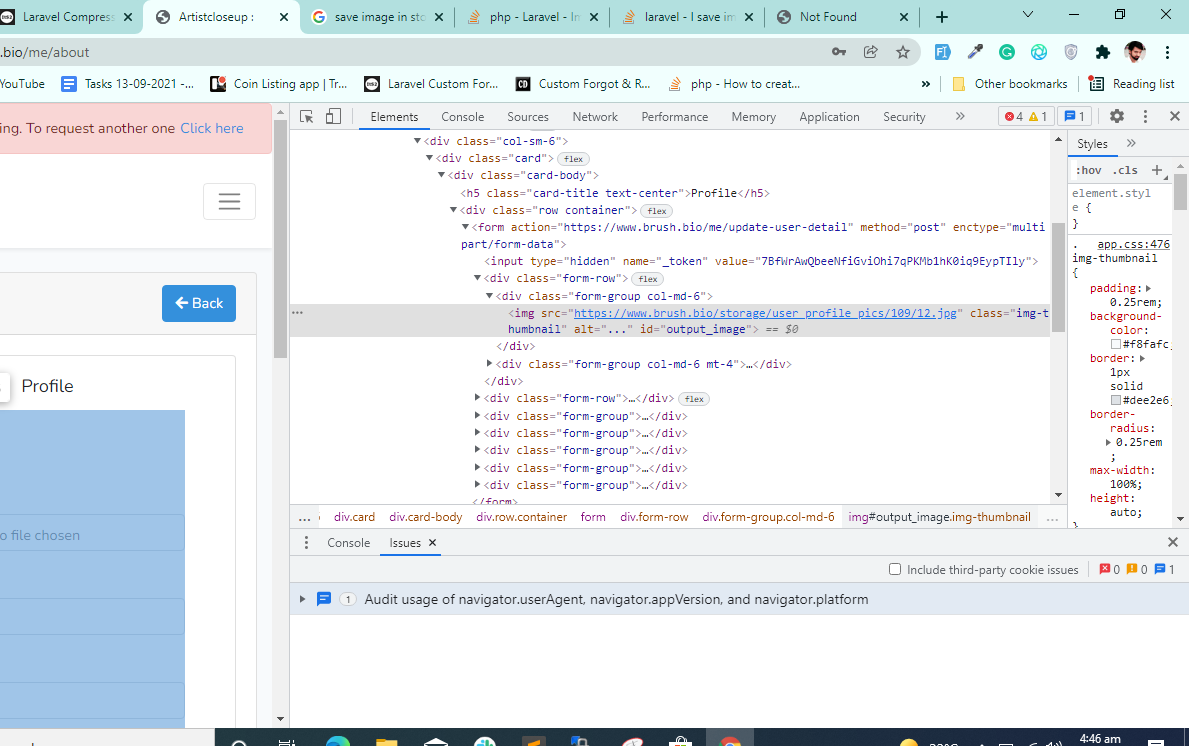 Laravel Compress
Artistcloseup :
save image in sto
php - Laravel - Im
laravel - I save im
Not Found
.bio/me/about
YouTube
Tasks 13-09-2021 -...
Coin Listing app | Tr...
Laravel Custom For...
Custom Forgot & R...
php - How to creat...
»
Other bookmarks
Reading list
ing. To request another one Click here
Back
Profile
o file chosen
Elements
Console
Sources
Network
Performance
Memory
Application
Security
»
4
1
1
<div class="col-sm-6">
<div class="card"> flex
<div class="card-body">
<h5 class="card-title text-center">Profile</h5>
<div class="row container"> flex
<form action="https://www.brush.bio/me/update-user-detail" method="post" enctype="multi
part/form-data">
<input type="hidden" name="_token" value="7BfWrAwQbeeNfiGviOhi7qPKMb1hK0iq9EypTIly">
<div class="form-row"> flex
<div class="form-group col-md-6">
<img src="https://www.brush.bio/storage/user_profile_pics/109/12.jpg" class="img-t
humbnail" alt="..." id="output_image"> == $0
</div>
<div class="form-group col-md-6 mt-4">…</div>
</div>
<div class="form-row">…</div> flex
<div class="form-group">…</div>
<div class="form-group">…</div>
<div class="form-group">…</div>
<div class="form-group">…</div>
<div class="form-group">…</div>
</form>
... div.card div.card-body div.row.container form div.form-row div.form-group.col-md-6 img#output_image.img-thumbnail ...
Styles »
:hov .cls +
element.styl
e {
}
. app.css:476
img-thumbnail
{
padding:
0.25rem;
background-
color:
#f8fafc
border:
1px
solid
#dee2e6
border-
radius:
0.25rem
;
max-width:
100%;
height:
auto;
}
Console
Issues
Include third-party cookie issues
0
0
1
1 Audit usage of navigator.userAgent, navigator.appVersion, and navigator.platform
4:46 am